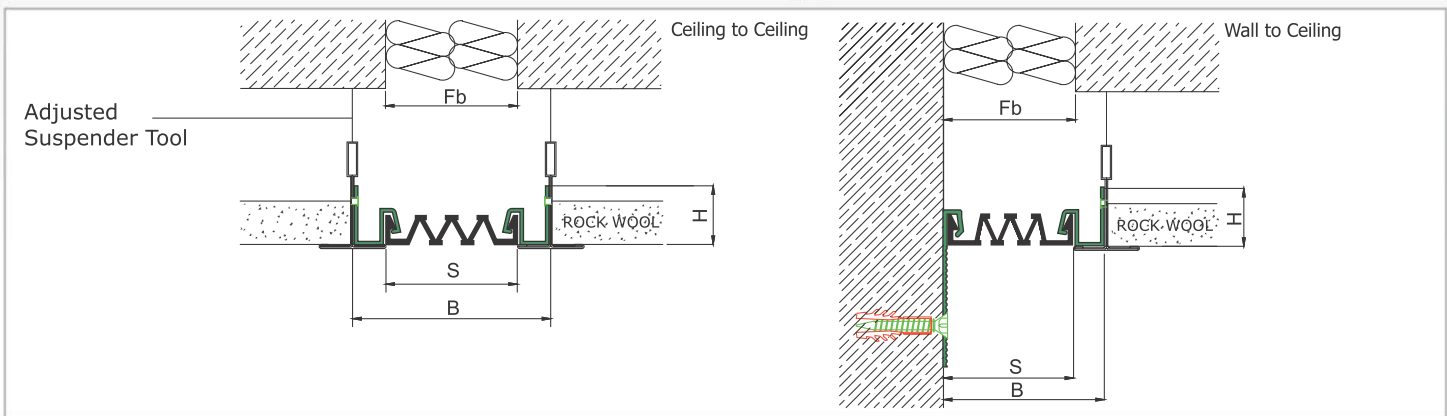 Ceiling to Ceiling
Fb
Adjusted
Suspender Tool
ROCK WOOL
H
S
B
Wall to Ceiling
Fb
ROCK WOOL
H
S
B